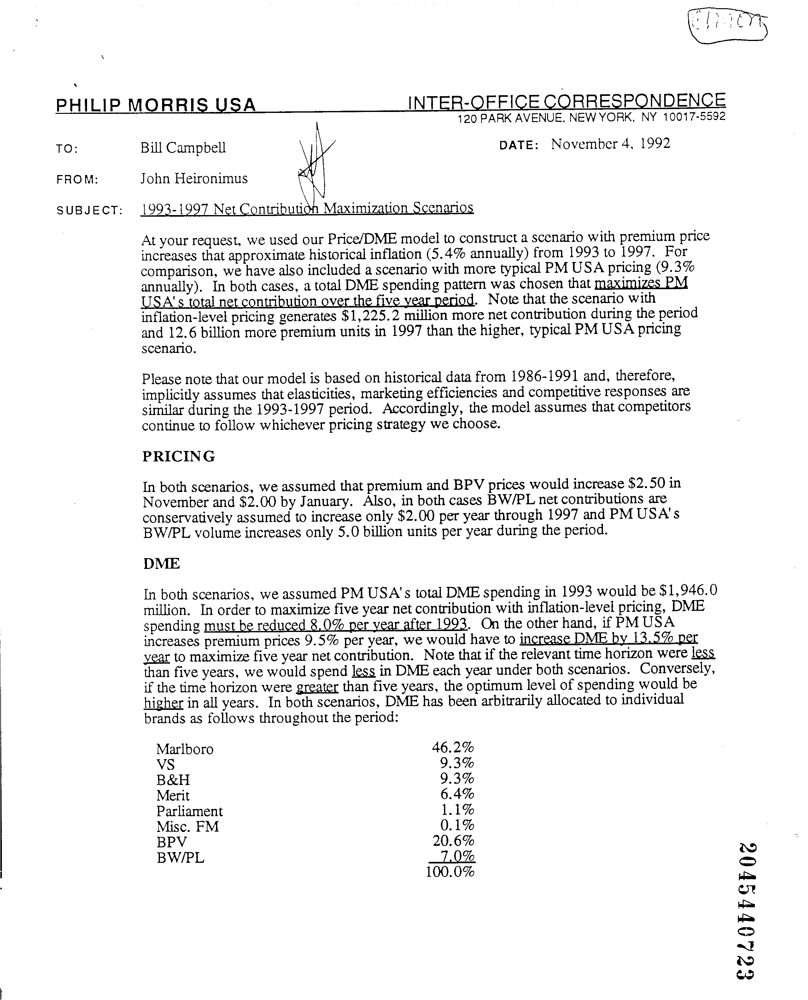 PHILIP MORRIS USA
INTER-OFFICE CORRESPONDENCE
120 PARK AVENUE, NEW YORK, NY 10017-5592
TO: Bill Campbell
DATE: November 4, 1992
FROM: John Heironimus
SUBJECT: 1993-1997 Net Contribution Maximization Scenarios
At your request, we used our Price/DME model to construct a scenario with premium price
increases that approximate historical inflation (5.4% annually) from 1993 to 1997. For
comparison, we have also included a scenario with more typical PM USA pricing (9.3%
annually). In both cases, a total DME spending pattern was chosen that maximizes PM
USA's total net contribution over the five year period. Note that the scenario with
inflation-level pricing generates $1,225.2 million more net contribution during the period
and 12.6 billion more premium units in 1997 than the higher, typical PM USA pricing
scenario.
Please note that our model is based on historical data from 1986-1991 and, therefore,
implicitly assumes that elasticities, marketing efficiencies and competitive responses are
similar during the 1993-1997 period. Accordingly, the model assumes that competitors
continue to follow whichever pricing strategy we choose.
PRICING
In both scenarios, we assumed that premium and BPV prices would increase $2.50 in
November and $2.00 by January. Also, in both cases BW/PL net contributions are
conservatively assumed to increase only $2.00 per year through 1997 and PM USA's
BW/PL volume increases only 5.0 billion units per year during the period.
DME
In both scenarios, we assumed PM USA's total DME spending in 1993 would be $1,946.0
million. In order to maximize five year net contribution with inflation-level pricing, DME
spending must be reduced 8.0% per year after 1993. On the other hand, if PM USA
increases premium prices 9.5% per year, we would have to increase DME by 13.5% per
year to maximize five year net contribution. Note that if the relevant time horizon were less
than five years, we would spend less in DME each year under both scenarios. Conversely,
if the time horizon were greater than five years, the optimum level of spending would be
higher in all years. In both scenarios, DME has been arbitrarily allocated to individual
brands as follows throughout the period:
Marlboro 46.2%
VS 9.3%
B&H 9.3%
Merit 6.4%
Parliament 1.1%
Misc. FM 0.1%
BPV 20.6%
BW/PL 7.0%
100.0%
2045440723